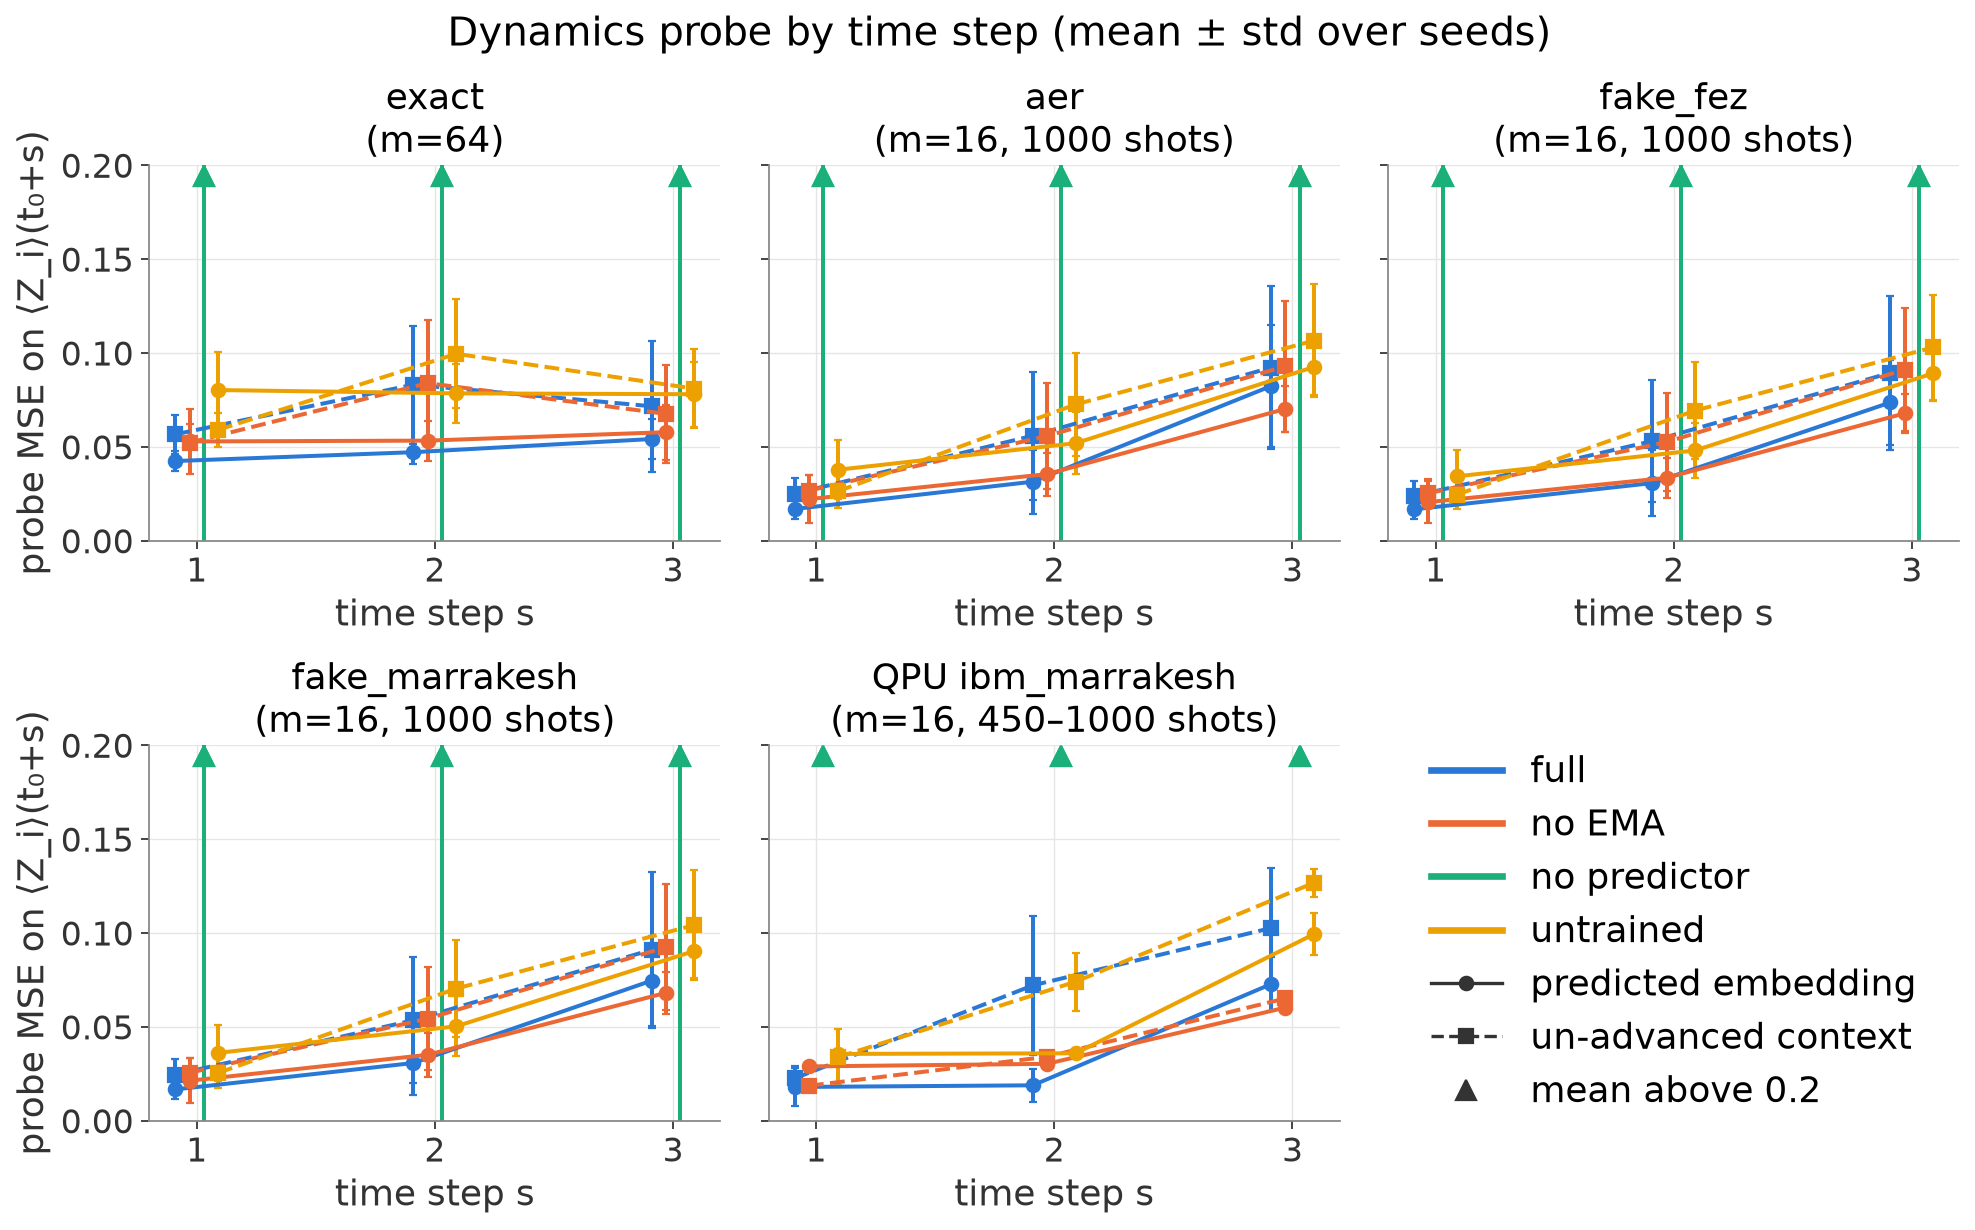 Dynamics probe by time step (mean ± std over seeds)
exact
(m=64)
aer
(m=16, 1000 shots)
fake_fez
(m=16, 1000 shots)
probe MSE on ⟨Z_i⟩(t₀+s)
0.20
0.15
0.10
0.05
0.00
1 2 3
1 2 3
1 2 3
time step s
time step s
time step s
fake_marrakesh
(m=16, 1000 shots)
QPU ibm_marrakesh
(m=16, 450–1000 shots)
probe MSE on ⟨Z_i⟩(t₀+s)
0.20
0.15
0.10
0.05
0.00
1 2 3
1 2 3
time step s
time step s
full
no EMA
no predictor
untrained
predicted embedding
un-advanced context
mean above 0.2